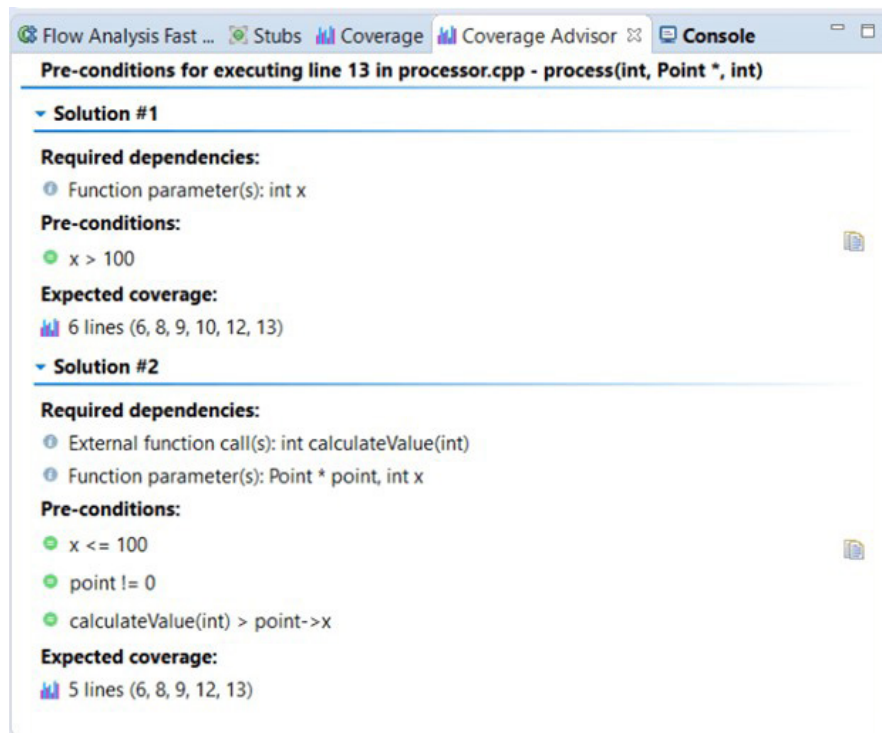 Flow Analysis Fast ... Stubs Coverage Coverage Advisor Console
Pre-conditions for executing line 13 in processor.cpp - process(int, Point *, int)
Solution #1
Required dependencies:
Function parameter(s): int x
Pre-conditions:
x > 100
Expected coverage:
6 lines (6, 8, 9, 10, 12, 13)
Solution #2
Required dependencies:
External function call(s): int calculateValue(int)
Function parameter(s): Point * point, int x
Pre-conditions:
x <= 100
point != 0
calculateValue(int) > point->x
Expected coverage:
5 lines (6, 8, 9, 12, 13)